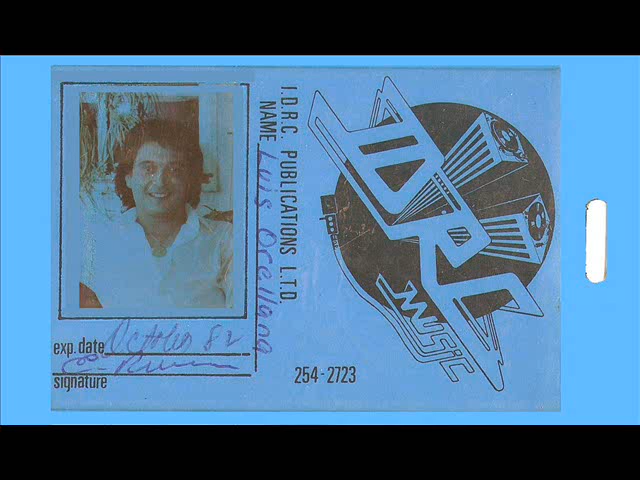 I.D.R.C. PUBLICATIONS L.T.D.
NAME Luis Orellana
exp. date October 82
signature
IDRC
MUSIC
254-2723